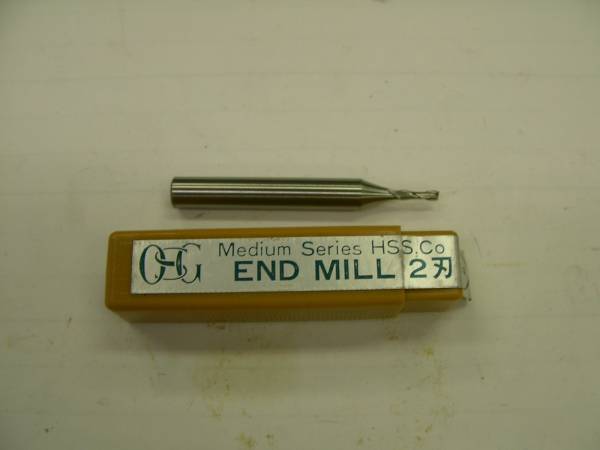 OSG
Medium Series HSS.Co
END MILL 2刃